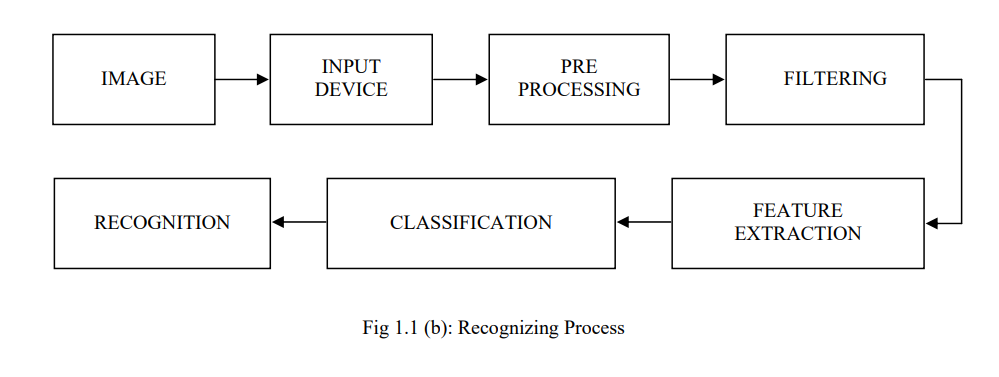 IMAGE
INPUT
DEVICE
PRE
PROCESSING
FILTERING
FEATURE
EXTRACTION
CLASSIFICATION
RECOGNITION
Fig 1.1 (b): Recognizing Process